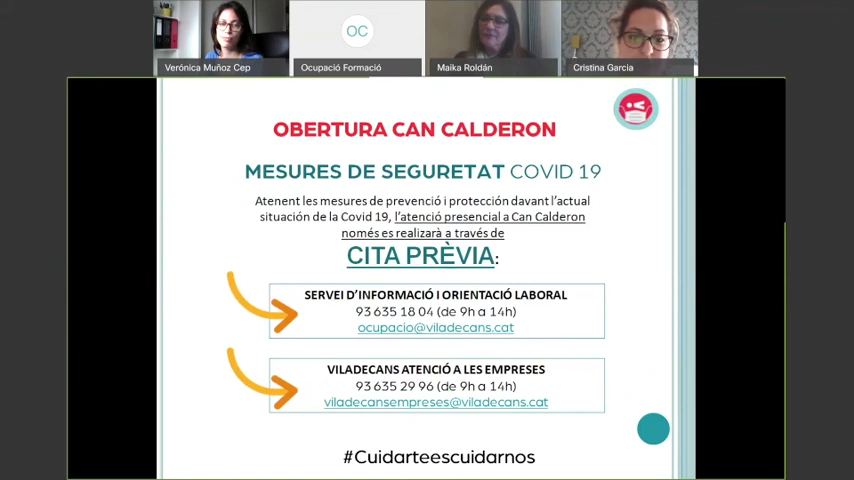 OC
Verónica Muñoz Cep
Ocupació Formació
Maika Roldán
Cristina Garcia
OBERTURA CAN CALDERON
MESURES DE SEGURETAT COVID 19
Atenent les mesures de prevenció i protección davant l'actual
situación de la Covid 19, l'atenció presencial a Can Calderon
només es realizarà a través de
CITA PRÈVIA:
SERVEI D'INFORMACIÓ I ORIENTACIÓ LABORAL
93 635 18 04 (de 9h a 14h)
ocupacio@viladecans.cat
VILADECANS ATENCIÓ A LES EMPRESES
93 635 29 96 (de 9h a 14h)
viladecansempreses@viladecans.cat
#Cuidarteescuidarnos